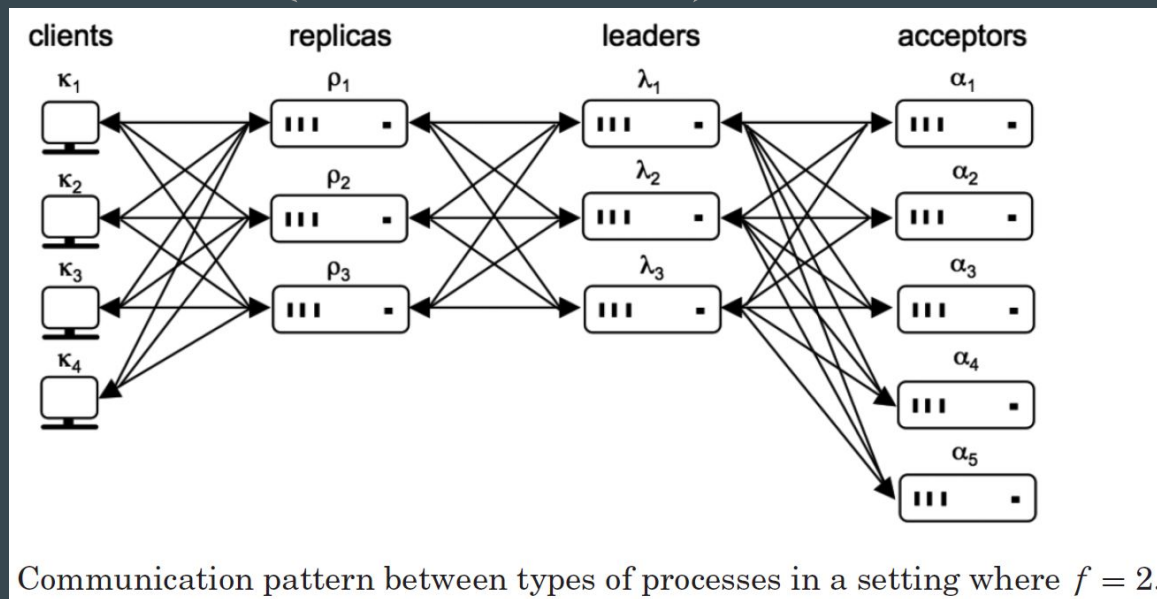 clients replicas leaders acceptors
κ₁ ρ₁ λ₁ α₁
κ₂ ρ₂ λ₂ α₂
κ₃ ρ₃ λ₃ α₃
κ₄ α₄
α₅
Communication pattern between types of processes in a setting where f = 2.